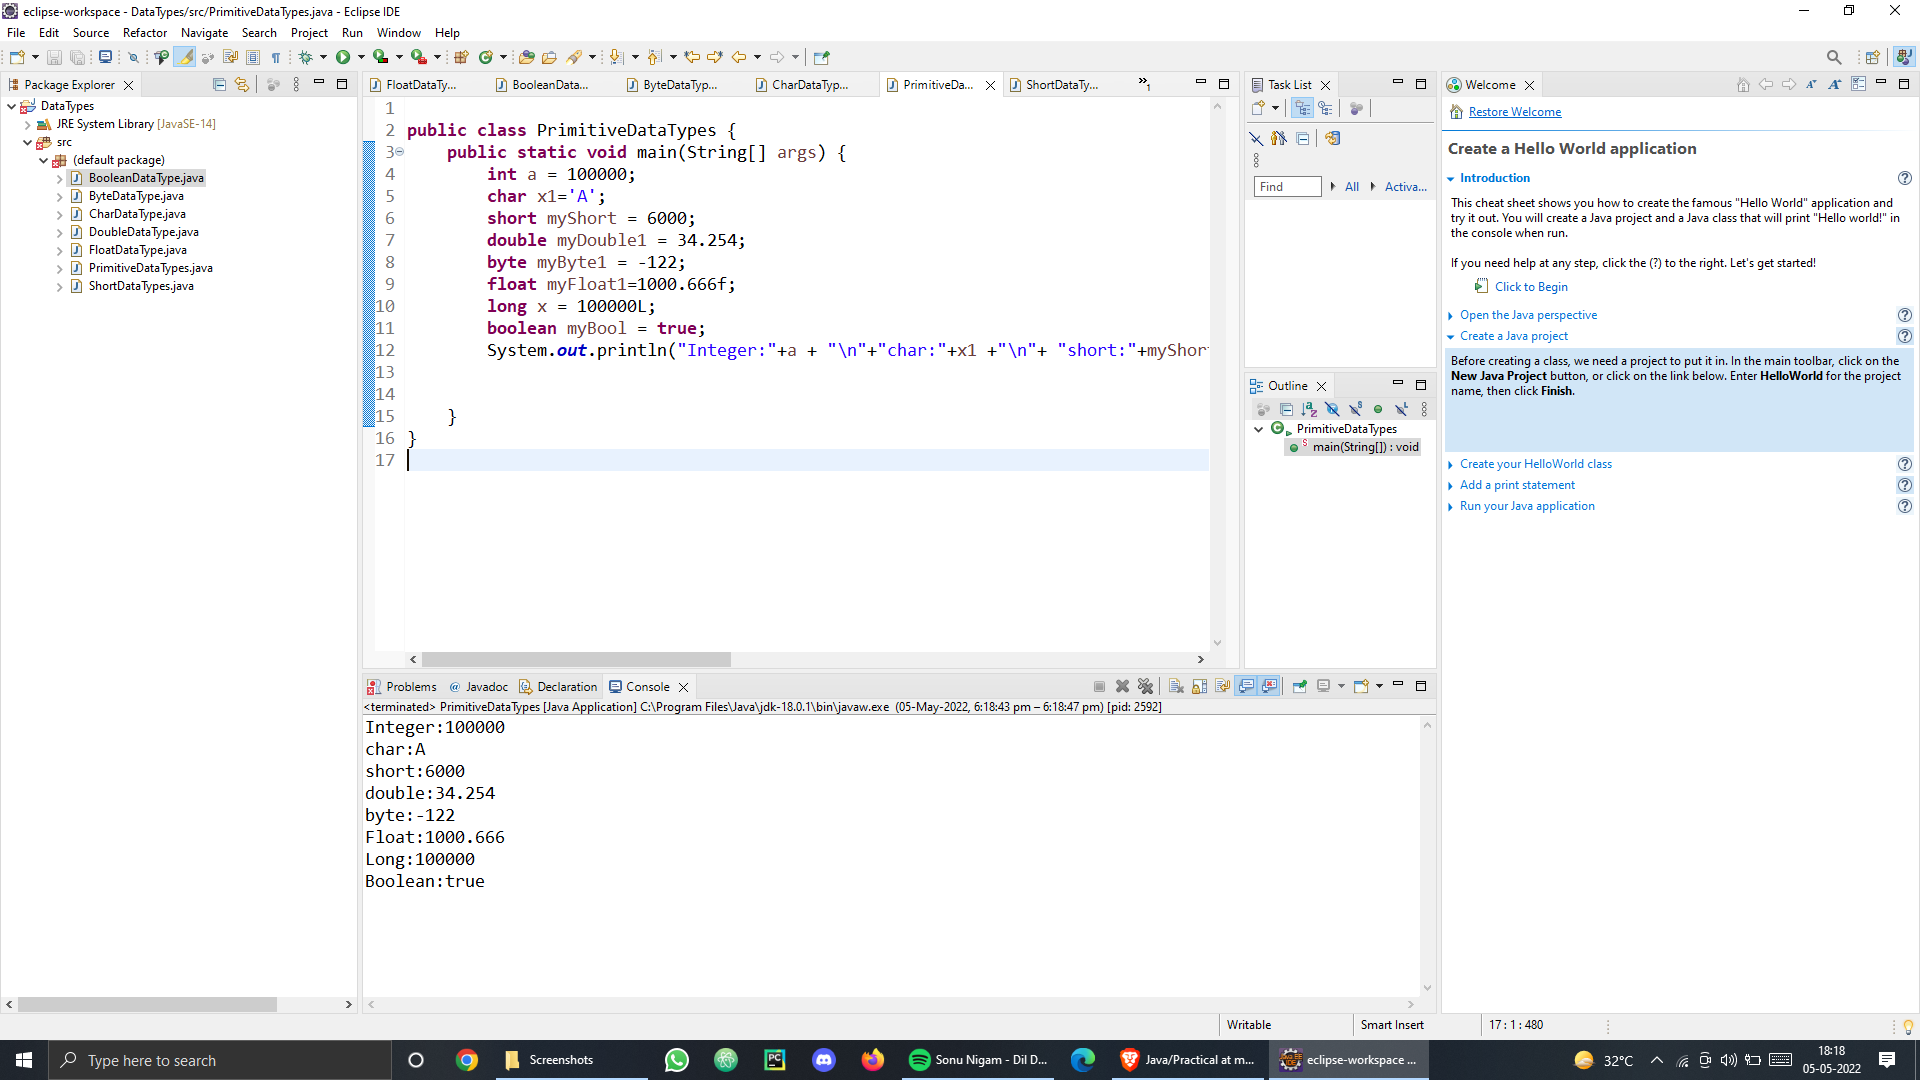 eclipse-workspace - DataTypes/src/PrimitiveDataTypes.java - Eclipse IDE
File Edit Source Refactor Navigate Search Project Run Window Help
Package Explorer
DataTypes
JRE System Library [JavaSE-14]
src
(default package)
BooleanDataType.java
ByteDataType.java
CharDataType.java
DoubleDataType.java
FloatDataType.java
PrimitiveDataTypes.java
ShortDataTypes.java
FloatDataTy... BooleanData... ByteDataTyp... CharDataTyp... PrimitiveDa... ShortDataTy... »1
1
2 public class PrimitiveDataTypes {
3 public static void main(String[] args) {
4 int a = 100000;
5 char x1='A';
6 short myShort = 6000;
7 double myDouble1 = 34.254;
8 byte myByte1 = -122;
9 float myFloat1=1000.666f;
10 long x = 100000L;
11 boolean myBool = true;
12 System.out.println("Integer:"+a + "\n"+"char:"+x1 +"\n"+ "short:"+myShor
13
14
15 }
16 }
17
Task List
Find All Activa...
Outline
PrimitiveDataTypes
main(String[]) : void
Welcome
Restore Welcome
Create a Hello World application
Introduction
This cheat sheet shows you how to create the famous "Hello World" application and
try it out. You will create a Java project and a Java class that will print "Hello world!" in
the console when run.
If you need help at any step, click the (?) to the right. Let's get started!
Click to Begin
Open the Java perspective
Create a Java project
Before creating a class, we need a project to put it in. In the main toolbar, click on the
New Java Project button, or click on the link below. Enter HelloWorld for the project
name, then click Finish.
Create your HelloWorld class
Add a print statement
Run your Java application
Problems @ Javadoc Declaration Console
<terminated> PrimitiveDataTypes [Java Application] C:\Program Files\Java\jdk-18.0.1\bin\javaw.exe (05-May-2022, 6:18:43 pm – 6:18:47 pm) [pid: 2592]
Integer:100000
char:A
short:6000
double:34.254
byte:-122
Float:1000.666
Long:100000
Boolean:true
Writable Smart Insert 17 : 1 : 480
Type here to search
Screenshots
PC
Sonu Nigam - Dil D...
Java/Practical at m...
eclipse-workspace ...
32°C
18:18
05-05-2022